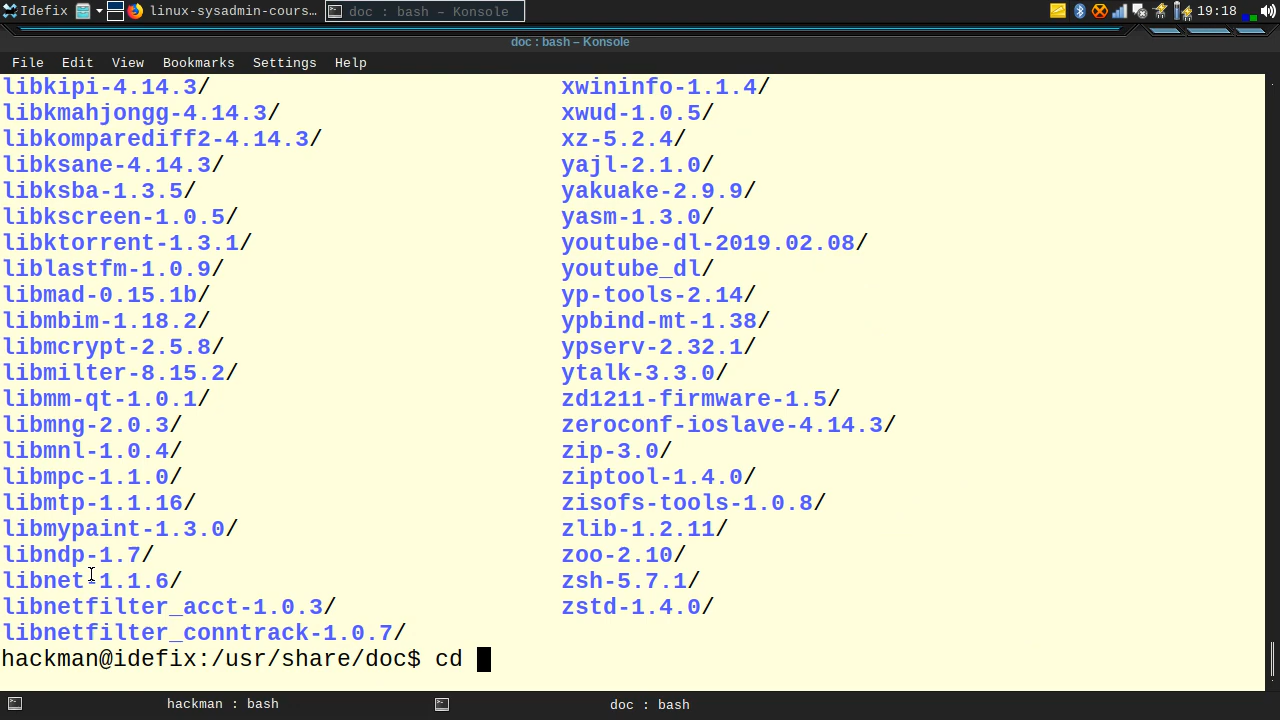 Idefix linux-sysadmin-cours… doc : bash – Konsole 19:18
doc : bash – Konsole
File Edit View Bookmarks Settings Help
libkipi-4.14.3/ xwininfo-1.1.4/
libkmahjongg-4.14.3/ xwud-1.0.5/
libkomparediff2-4.14.3/ xz-5.2.4/
libksane-4.14.3/ yajl-2.1.0/
libksba-1.3.5/ yakuake-2.9.9/
libkscreen-1.0.5/ yasm-1.3.0/
libktorrent-1.3.1/ youtube-dl-2019.02.08/
liblastfm-1.0.9/ youtube_dl/
libmad-0.15.1b/ yp-tools-2.14/
libmbim-1.18.2/ ypbind-mt-1.38/
libmcrypt-2.5.8/ ypserv-2.32.1/
libmilter-8.15.2/ ytalk-3.3.0/
libmm-qt-1.0.1/ zd1211-firmware-1.5/
libmng-2.0.3/ zeroconf-ioslave-4.14.3/
libmnl-1.0.4/ zip-3.0/
libmpc-1.1.0/ ziptool-1.4.0/
libmtp-1.1.16/ zisofs-tools-1.0.8/
libmypaint-1.3.0/ zlib-1.2.11/
libndp-1.7/ zoo-2.10/
libnet-1.1.6/ zsh-5.7.1/
libnetfilter_acct-1.0.3/ zstd-1.4.0/
libnetfilter_conntrack-1.0.7/
hackman@idefix:/usr/share/doc$ cd
hackman : bash doc : bash